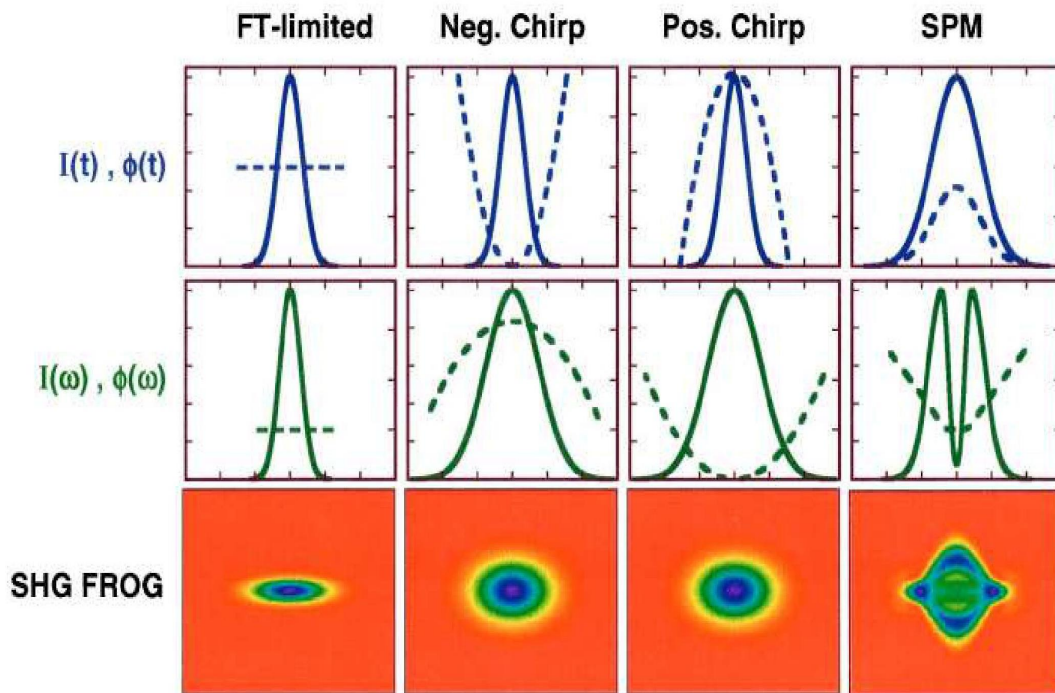 FT-limited Neg. Chirp Pos. Chirp SPM
I(t) , ϕ(t)
I(ω) , ϕ(ω)
SHG FROG